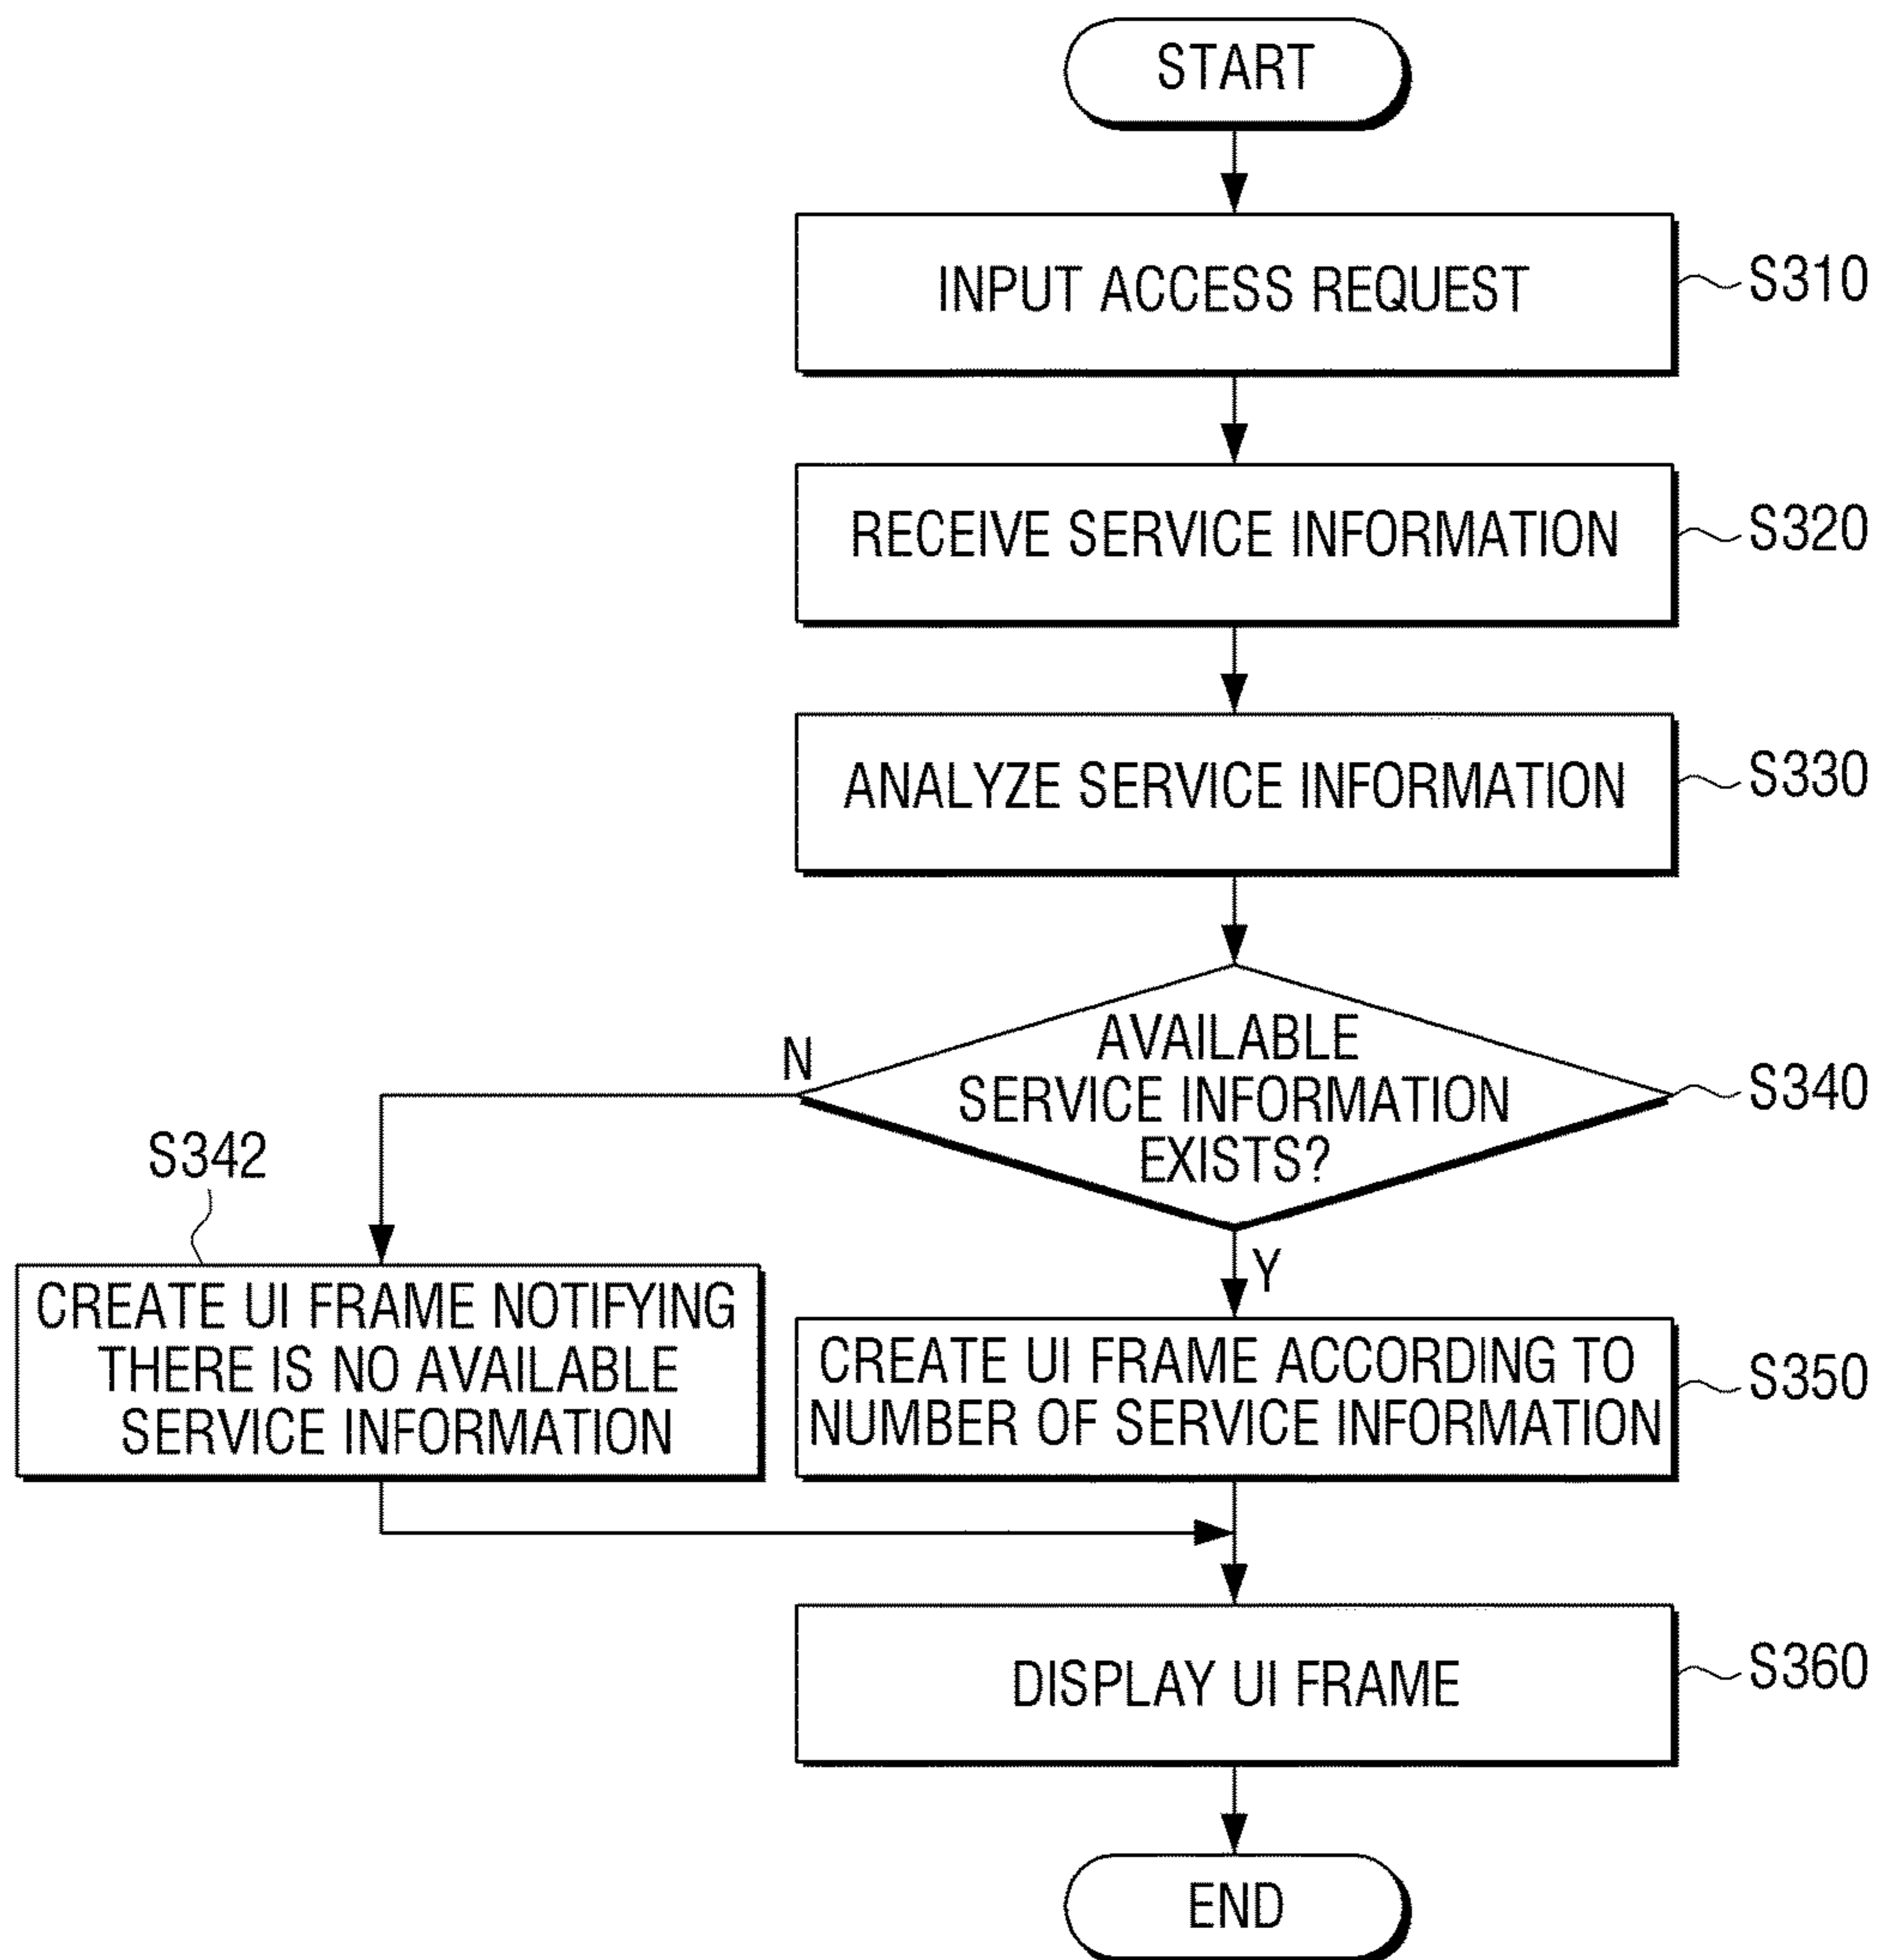 START
INPUT ACCESS REQUEST
S310
RECEIVE SERVICE INFORMATION
S320
ANALYZE SERVICE INFORMATION
S330
AVAILABLE
SERVICE INFORMATION
EXISTS?
S340
N
Y
S342
CREATE UI FRAME NOTIFYING
THERE IS NO AVAILABLE
SERVICE INFORMATION
CREATE UI FRAME ACCORDING TO
NUMBER OF SERVICE INFORMATION
S350
DISPLAY UI FRAME
S360
END